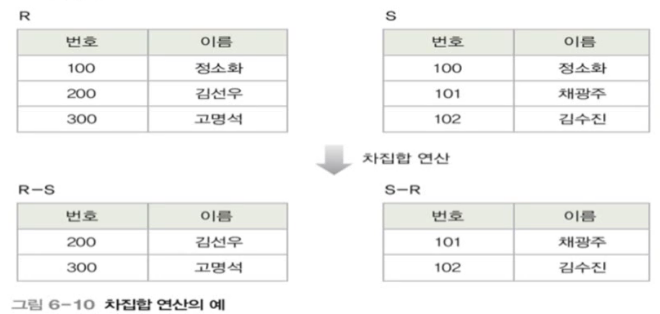 R S
번호 이름 번호 이름
100 정소화 100 정소화
200 김선우 101 채광주
300 고명석 102 김수진
차집합 연산
R-S S-R
번호 이름 번호 이름
200 김선우 101 채광주
300 고명석 102 김수진
그림 6-10 차집합 연산의 예